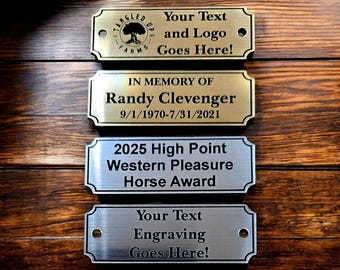 TANGLED UP
FARMS
Your Text
and Logo
Goes Here!
IN MEMORY OF
Randy Clevenger
9/1/1970-7/31/2021
2025 High Point
Western Pleasure
Horse Award
Your Text
Engraving
Goes Here!